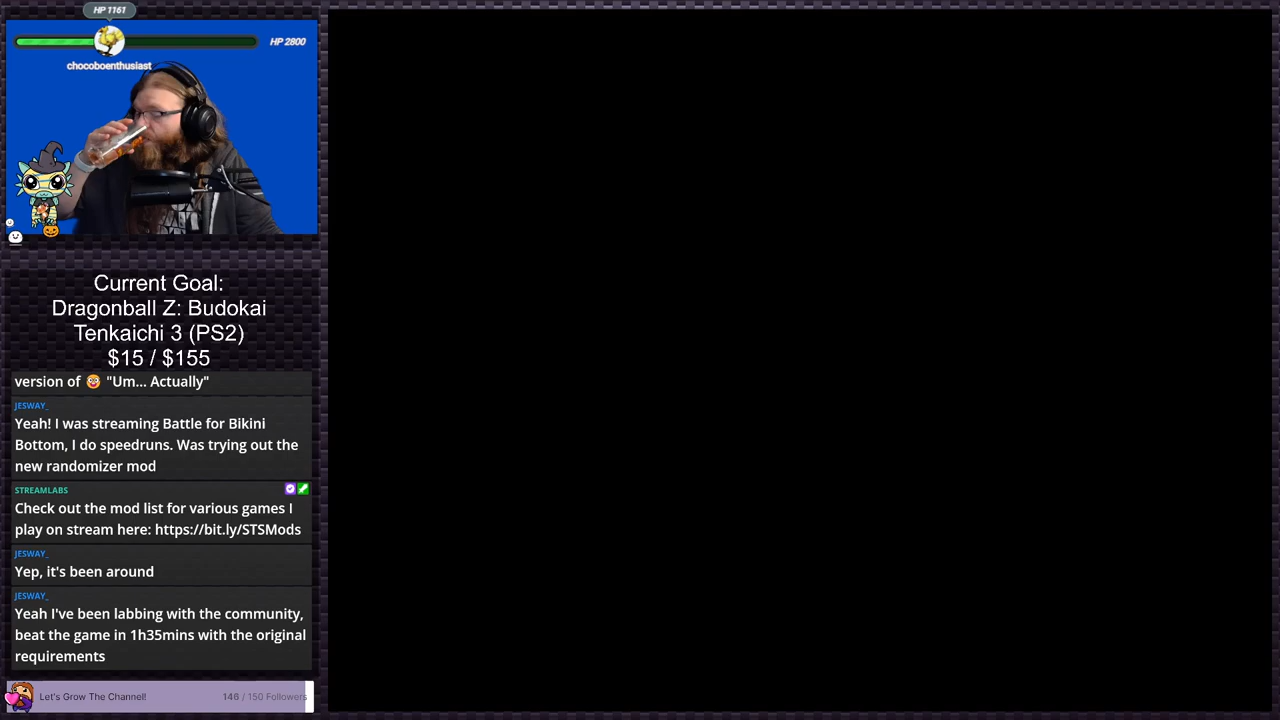 HP 1161
HP 2800
chocoboenthusiast
Current Goal:
Dragonball Z: Budokai
Tenkaichi 3 (PS2)
$15 / $155
version of 🤡 "Um... Actually"
JESWAY_
Yeah! I was streaming Battle for Bikini
Bottom, I do speedruns. Was trying out the
new randomizer mod
STREAMLABS
Check out the mod list for various games I
play on stream here: https://bit.ly/STSMods
JESWAY_
Yep, it's been around
JESWAY_
Yeah I've been labbing with the community,
beat the game in 1h35mins with the original
requirements
Let's Grow The Channel! 146 / 150 Followers